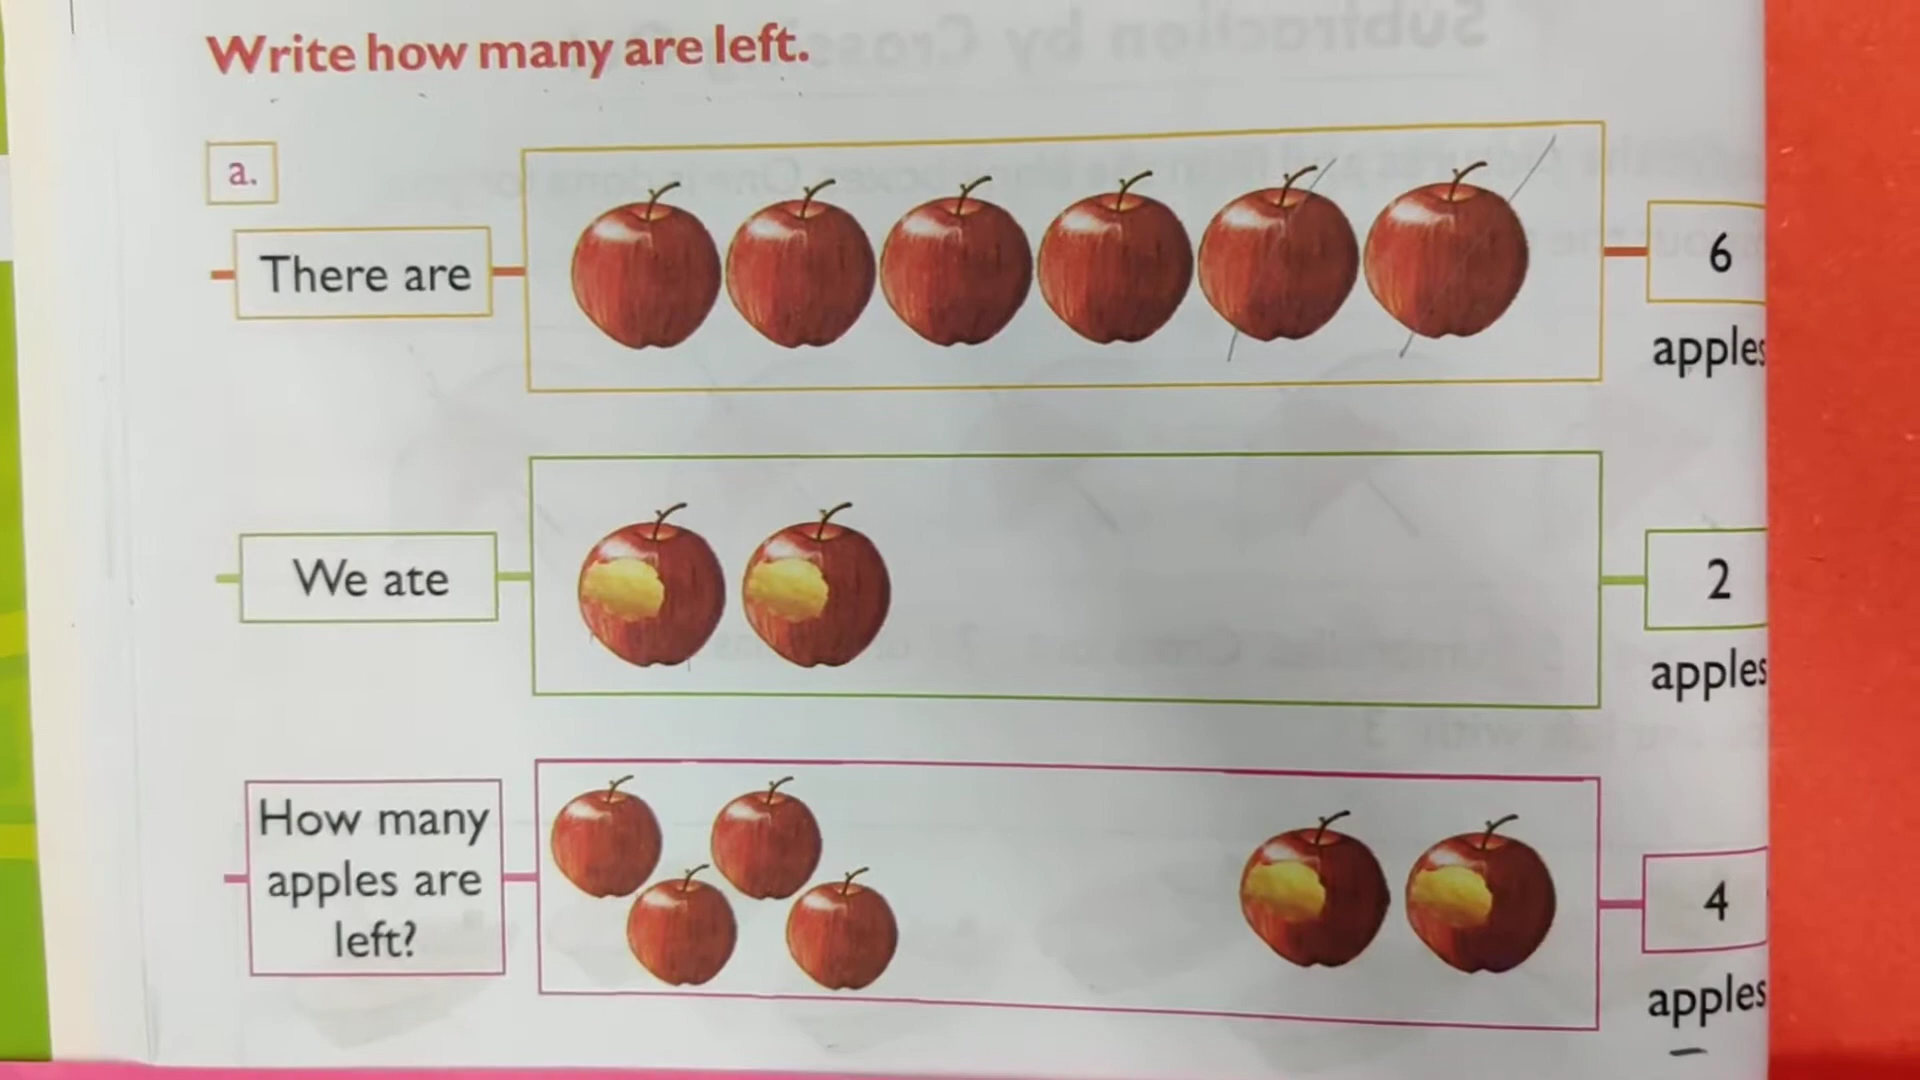 Write how many are left.
a.
There are
6
apples
We ate
2
apples
How many
apples are
left?
4
apples